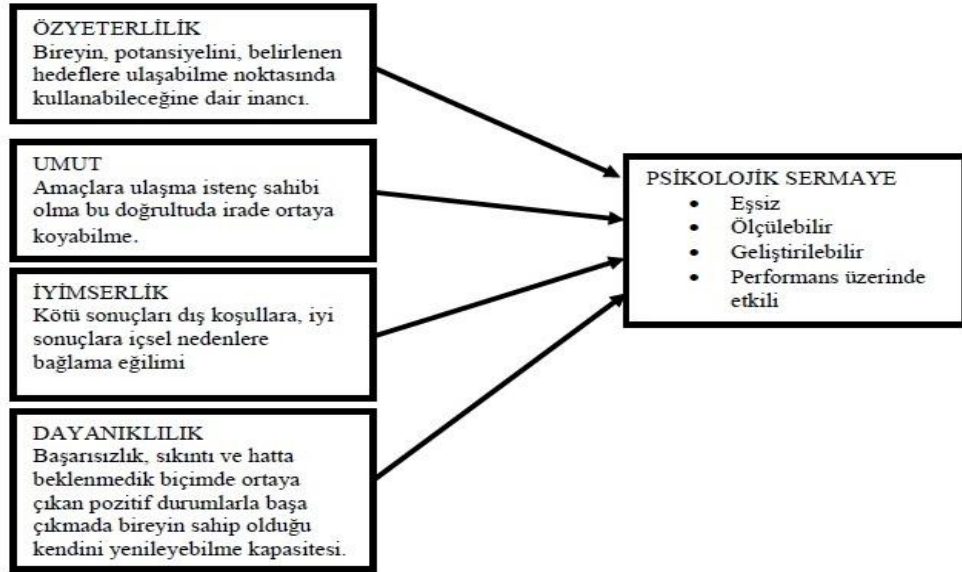 ÖZYETERLİLİK
Bireyin, potansiyelini, belirlenen
hedeflere ulaşabilme noktasında
kullanabileceğine dair inancı.
UMUT
Amaçlara ulaşma istenç sahibi
olma bu doğrultuda irade ortaya
koyabilme.
İYİMSERLİK
Kötü sonuçları dış koşullara, iyi
sonuçlara içsel nedenlere
bağlama eğilimi
DAYANIKLILIK
Başarısızlık, sıkıntı ve hatta
beklenmedik biçimde ortaya
çıkan pozitif durumlarla başa
çıkmada bireyin sahip olduğu
kendini yenileyebilme kapasitesi.
PSİKOLOJİK SERMAYE
• Eşsiz
• Ölçülebilir
• Geliştirilebilir
• Performans üzerinde
etkili